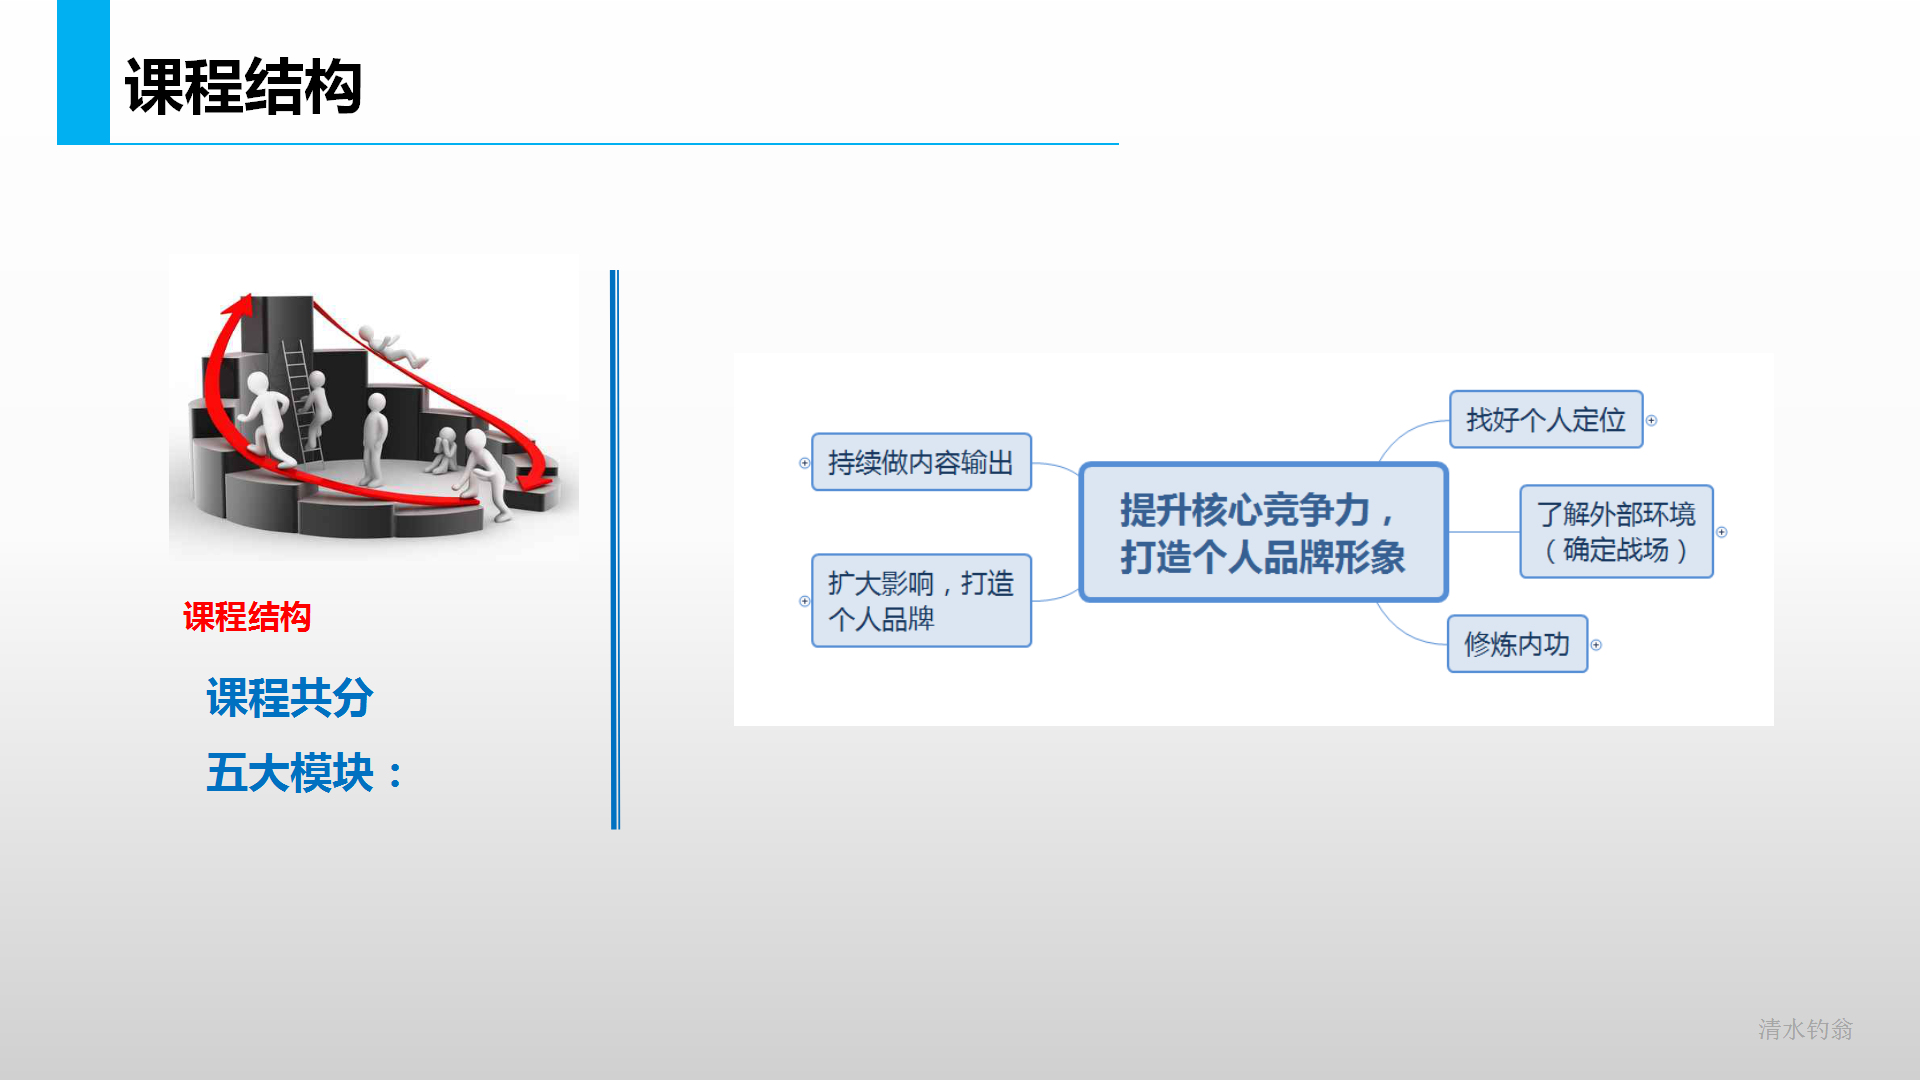 课程结构
课程结构
课程共分
五大模块：
持续做内容输出
扩大影响，打造
个人品牌
提升核心竞争力，
打造个人品牌形象
找好个人定位
了解外部环境
（确定战场）
修炼内功
清水钓翁